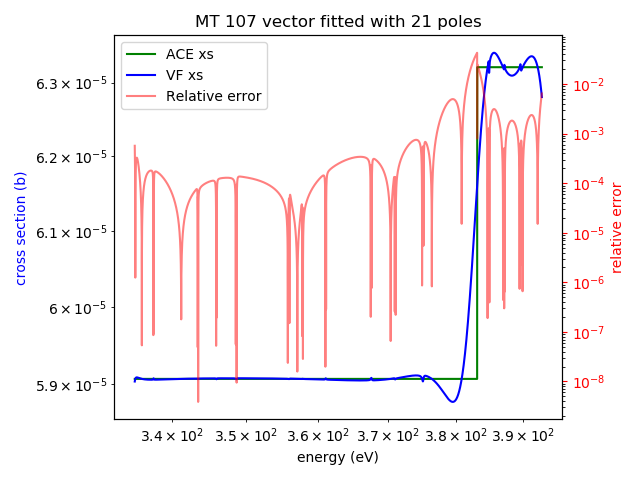 MT 107 vector fitted with 21 poles
ACE xs
VF xs
Relative error
6.3 × 10⁻⁵
6.2 × 10⁻⁵
6.1 × 10⁻⁵
6 × 10⁻⁵
5.9 × 10⁻⁵
cross section (b)
10⁻²
10⁻³
10⁻⁴
10⁻⁵
10⁻⁶
10⁻⁷
10⁻⁸
relative error
3.4 × 10² 3.5 × 10² 3.6 × 10² 3.7 × 10² 3.8 × 10² 3.9 × 10²
energy (eV)